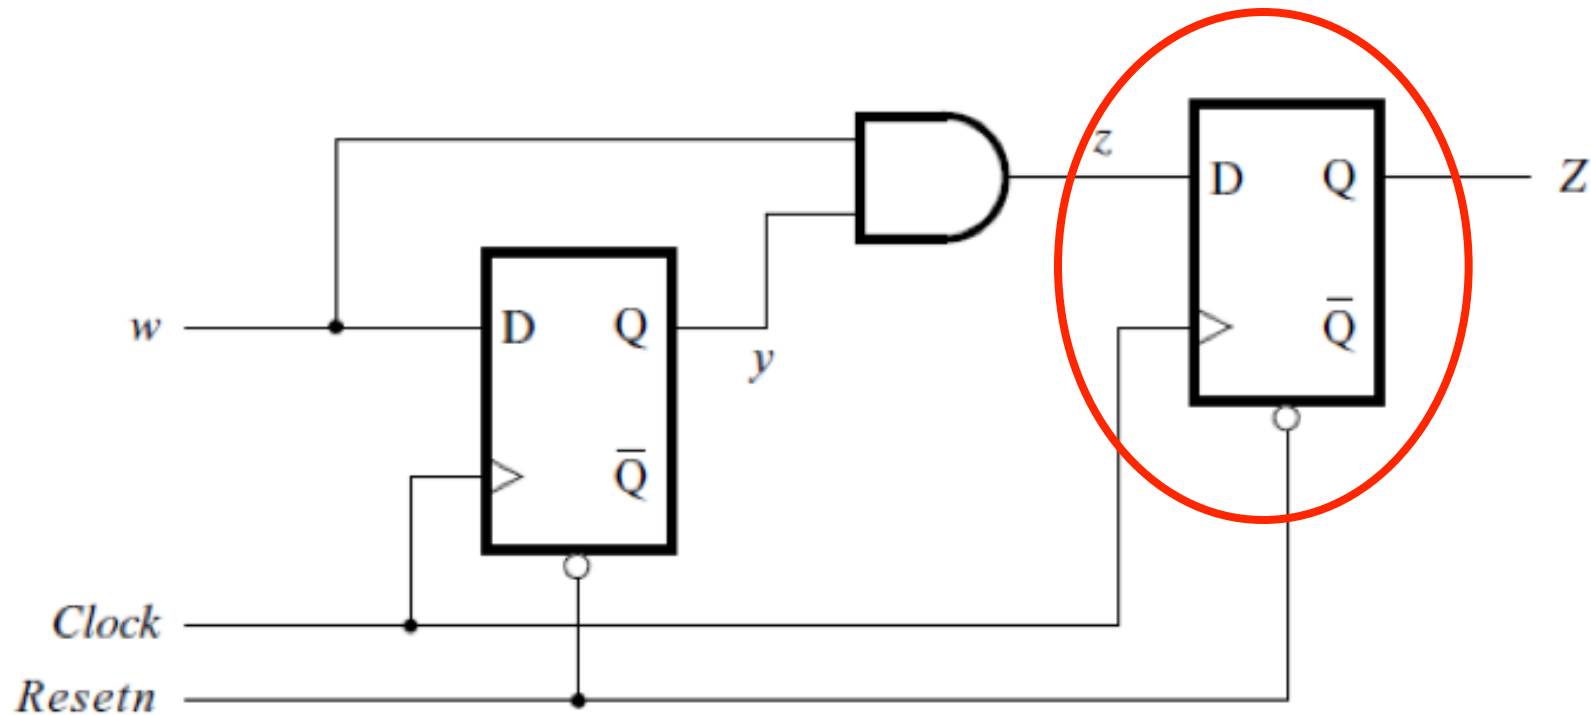 z
D Q Z
w D Q
Q̅
y
Q̅
Clock
Resetn